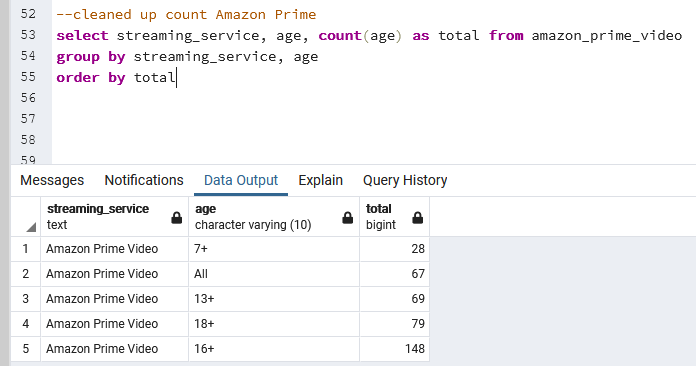 52 --cleaned up count Amazon Prime
53 select streaming_service, age, count(age) as total from amazon_prime_video
54 group by streaming_service, age
55 order by total
56
57
58
59
Messages Notifications Data Output Explain Query History
streaming_service age total
text character varying (10) bigint
1 Amazon Prime Video 7+ 28
2 Amazon Prime Video All 67
3 Amazon Prime Video 13+ 69
4 Amazon Prime Video 18+ 79
5 Amazon Prime Video 16+ 148